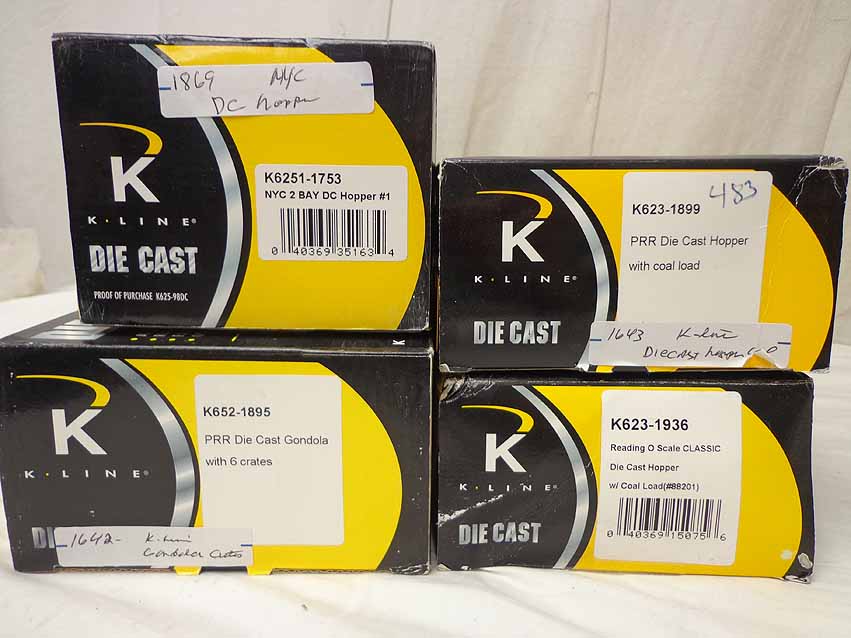 1869 NYC
DC hopper
K
K·LINE®
DIE CAST
PROOF OF PURCHASE K625-98DC
K6251-1753
NYC 2 BAY DC Hopper #1
0 40369 35163 4
K
K·LINE®
DIE CAST
483
K623-1899
PRR Die Cast Hopper
with coal load
1643 K-line
Diecast hopper
K
K
K·LINE®
DI
K652-1895
PRR Die Cast Gondola
with 6 crates
1642- K-Line
Gondola Crates
K
K·LINE®
DIE CAST
K623-1936
Reading O Scale CLASSIC
Die Cast Hopper
w/ Coal Load(#88201)
0 40369 15075 6